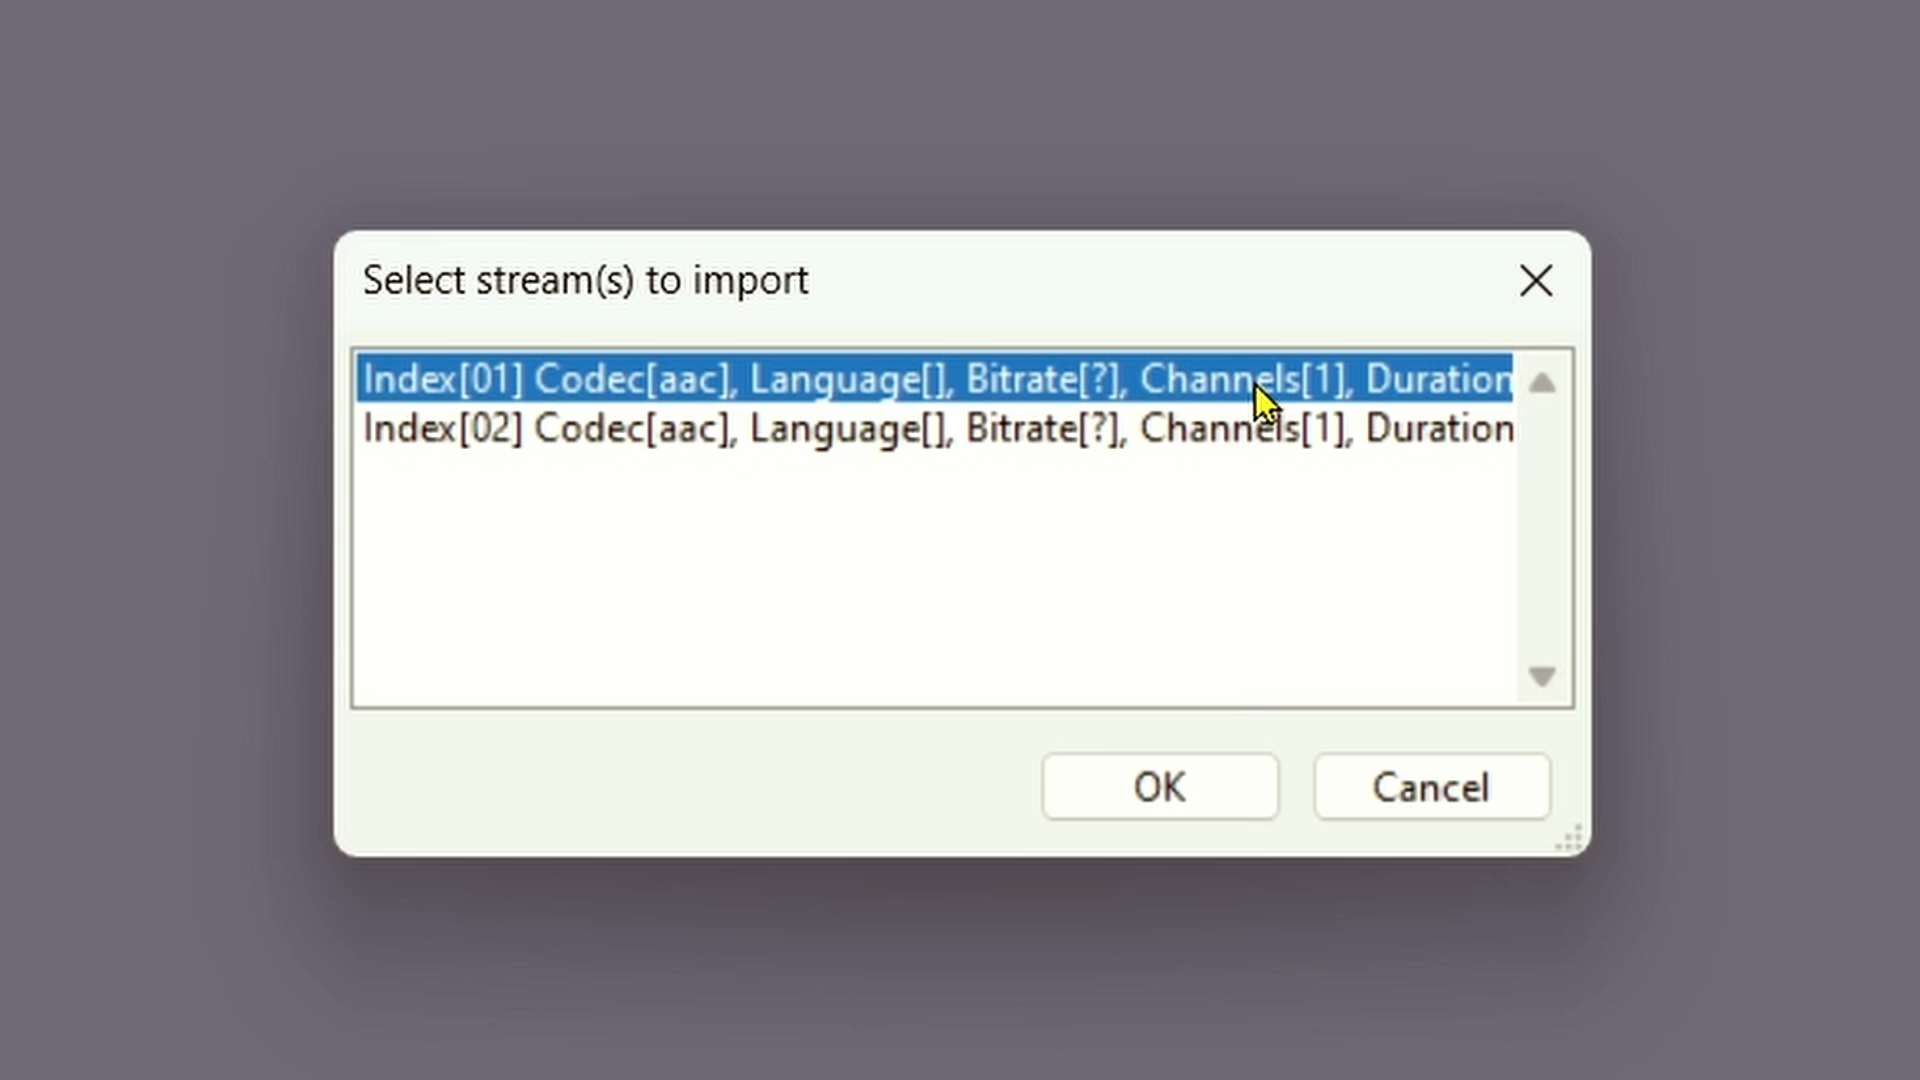 Select stream(s) to import
Index[01] Codec[aac], Language[], Bitrate[?], Channels[1], Duration
Index[02] Codec[aac], Language[], Bitrate[?], Channels[1], Duration
OK
Cancel